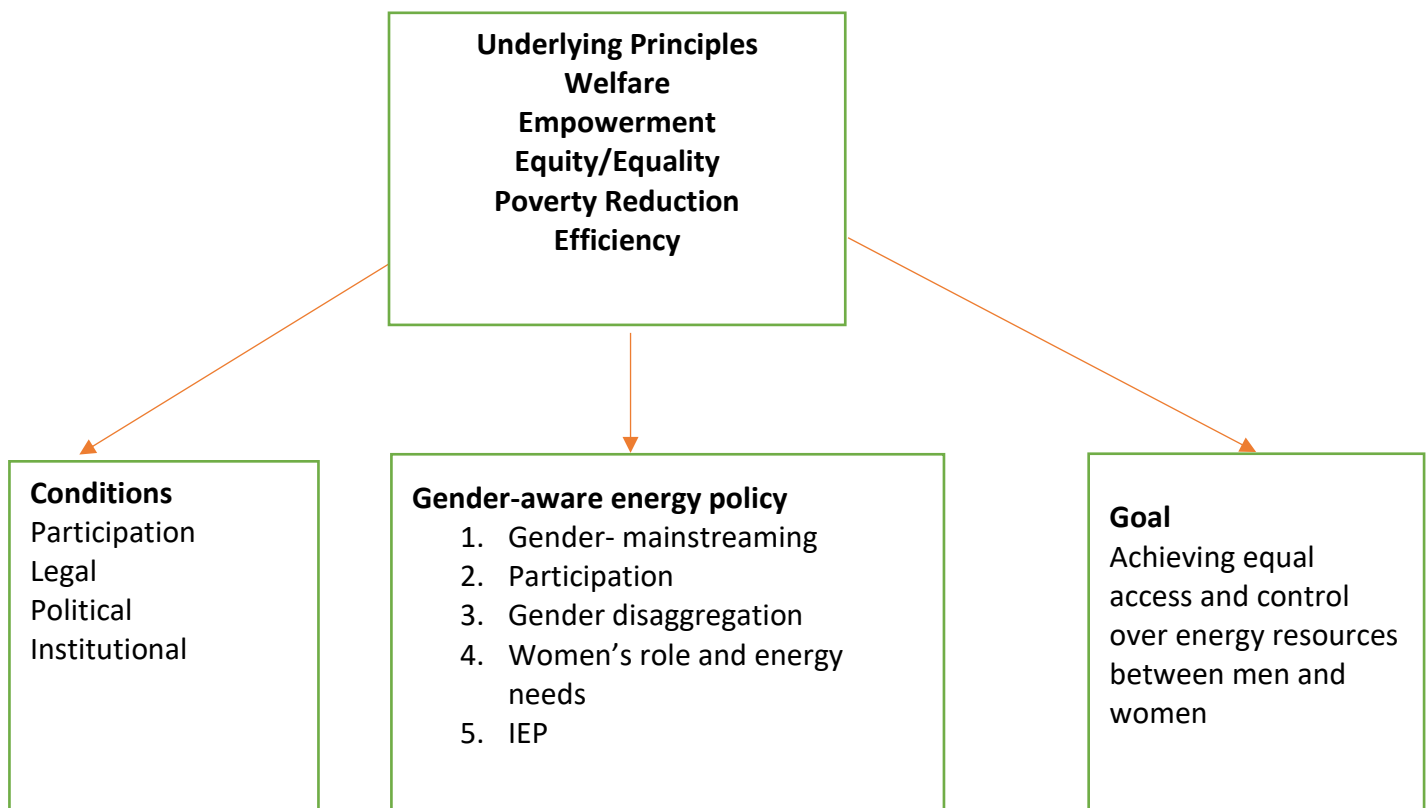 Underlying Principles
Welfare
Empowerment
Equity/Equality
Poverty Reduction
Efficiency
Conditions
Participation
Legal
Political
Institutional
Gender-aware energy policy
1. Gender- mainstreaming
2. Participation
3. Gender disaggregation
4. Women’s role and energy
needs
5. IEP
Goal
Achieving equal
access and control
over energy resources
between men and
women